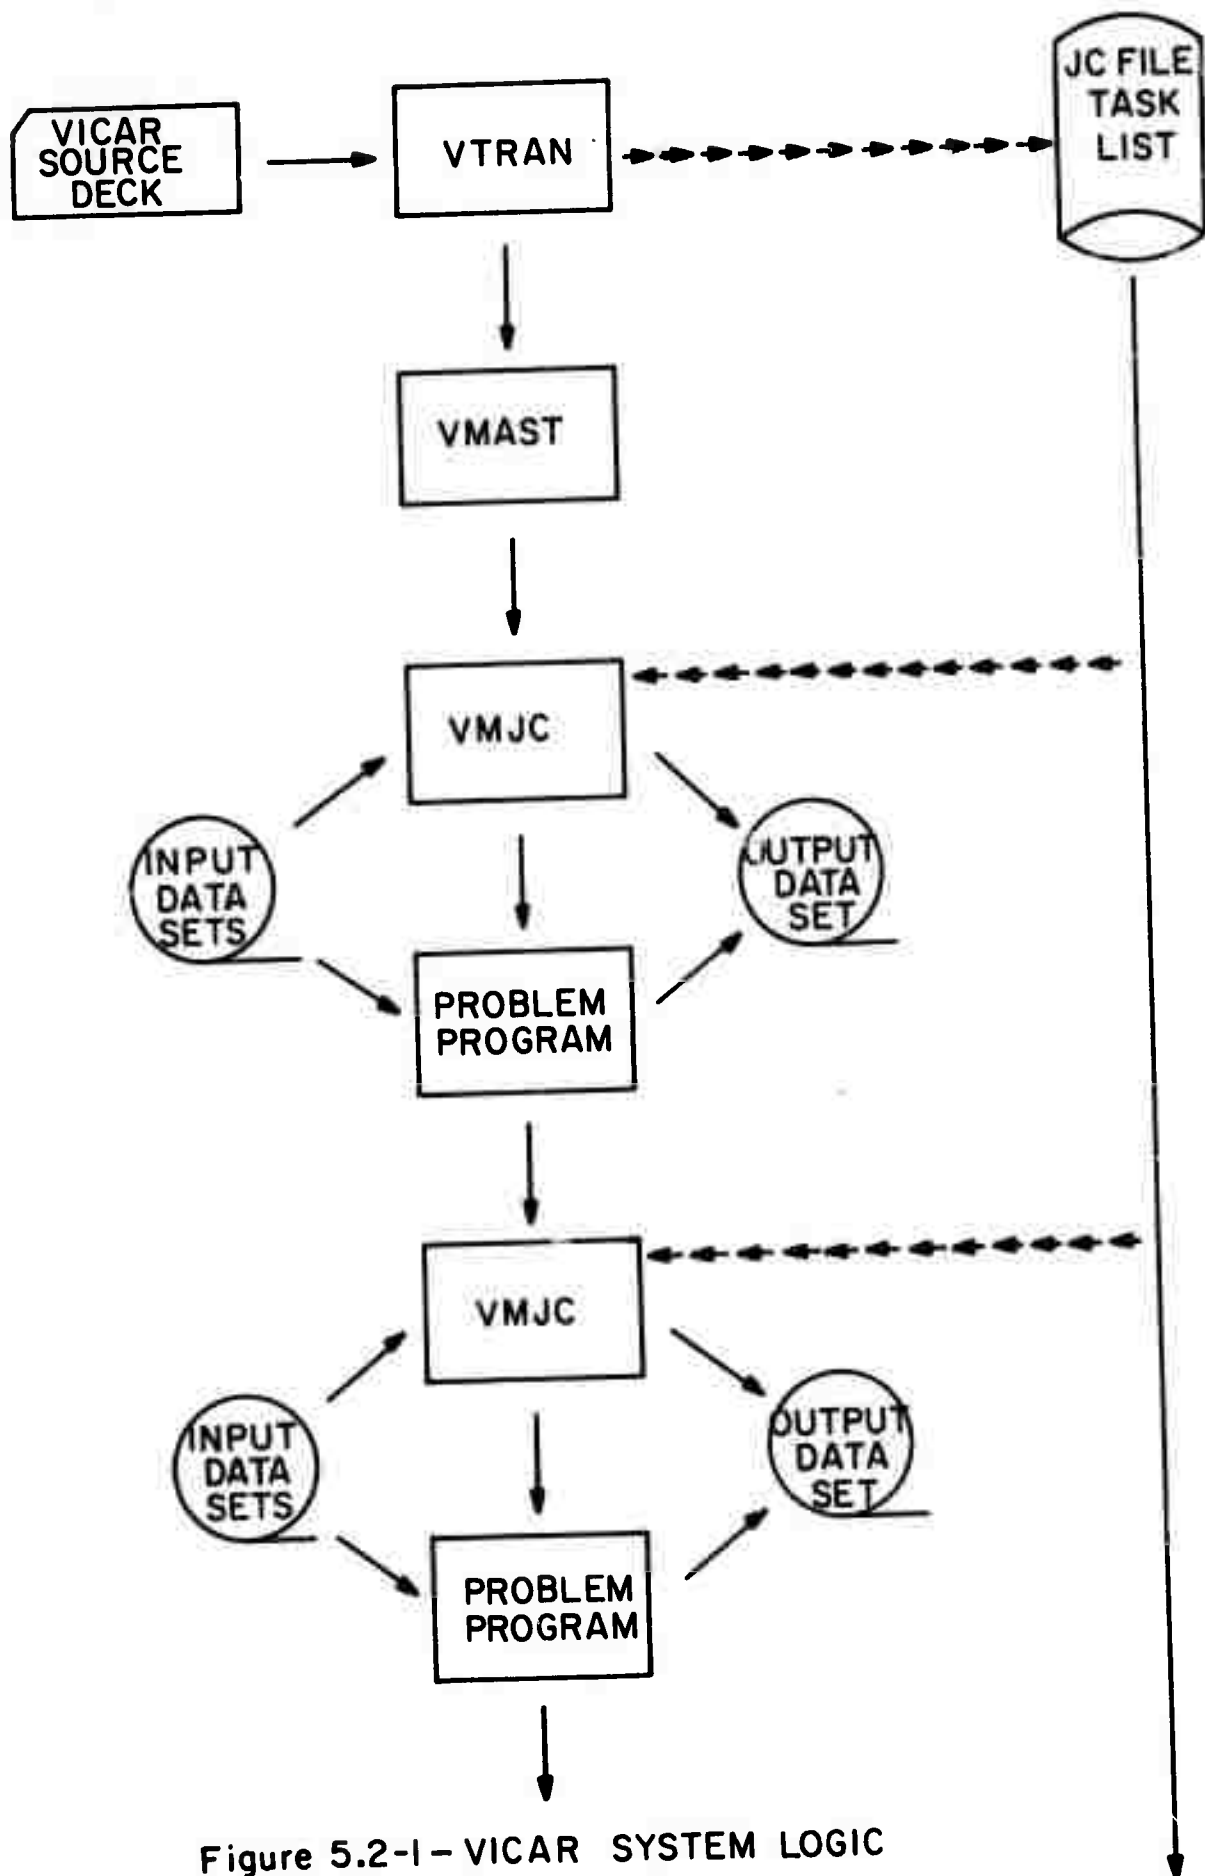 VICAR
SOURCE
DECK
VTRAN
JC FILE
TASK
LIST
VMAST
VMJC
INPUT
DATA
SETS
OUTPUT
DATA
SET
PROBLEM
PROGRAM
VMJC
INPUT
DATA
SETS
OUTPUT
DATA
SET
PROBLEM
PROGRAM
Figure 5.2-1 - VICAR SYSTEM LOGIC